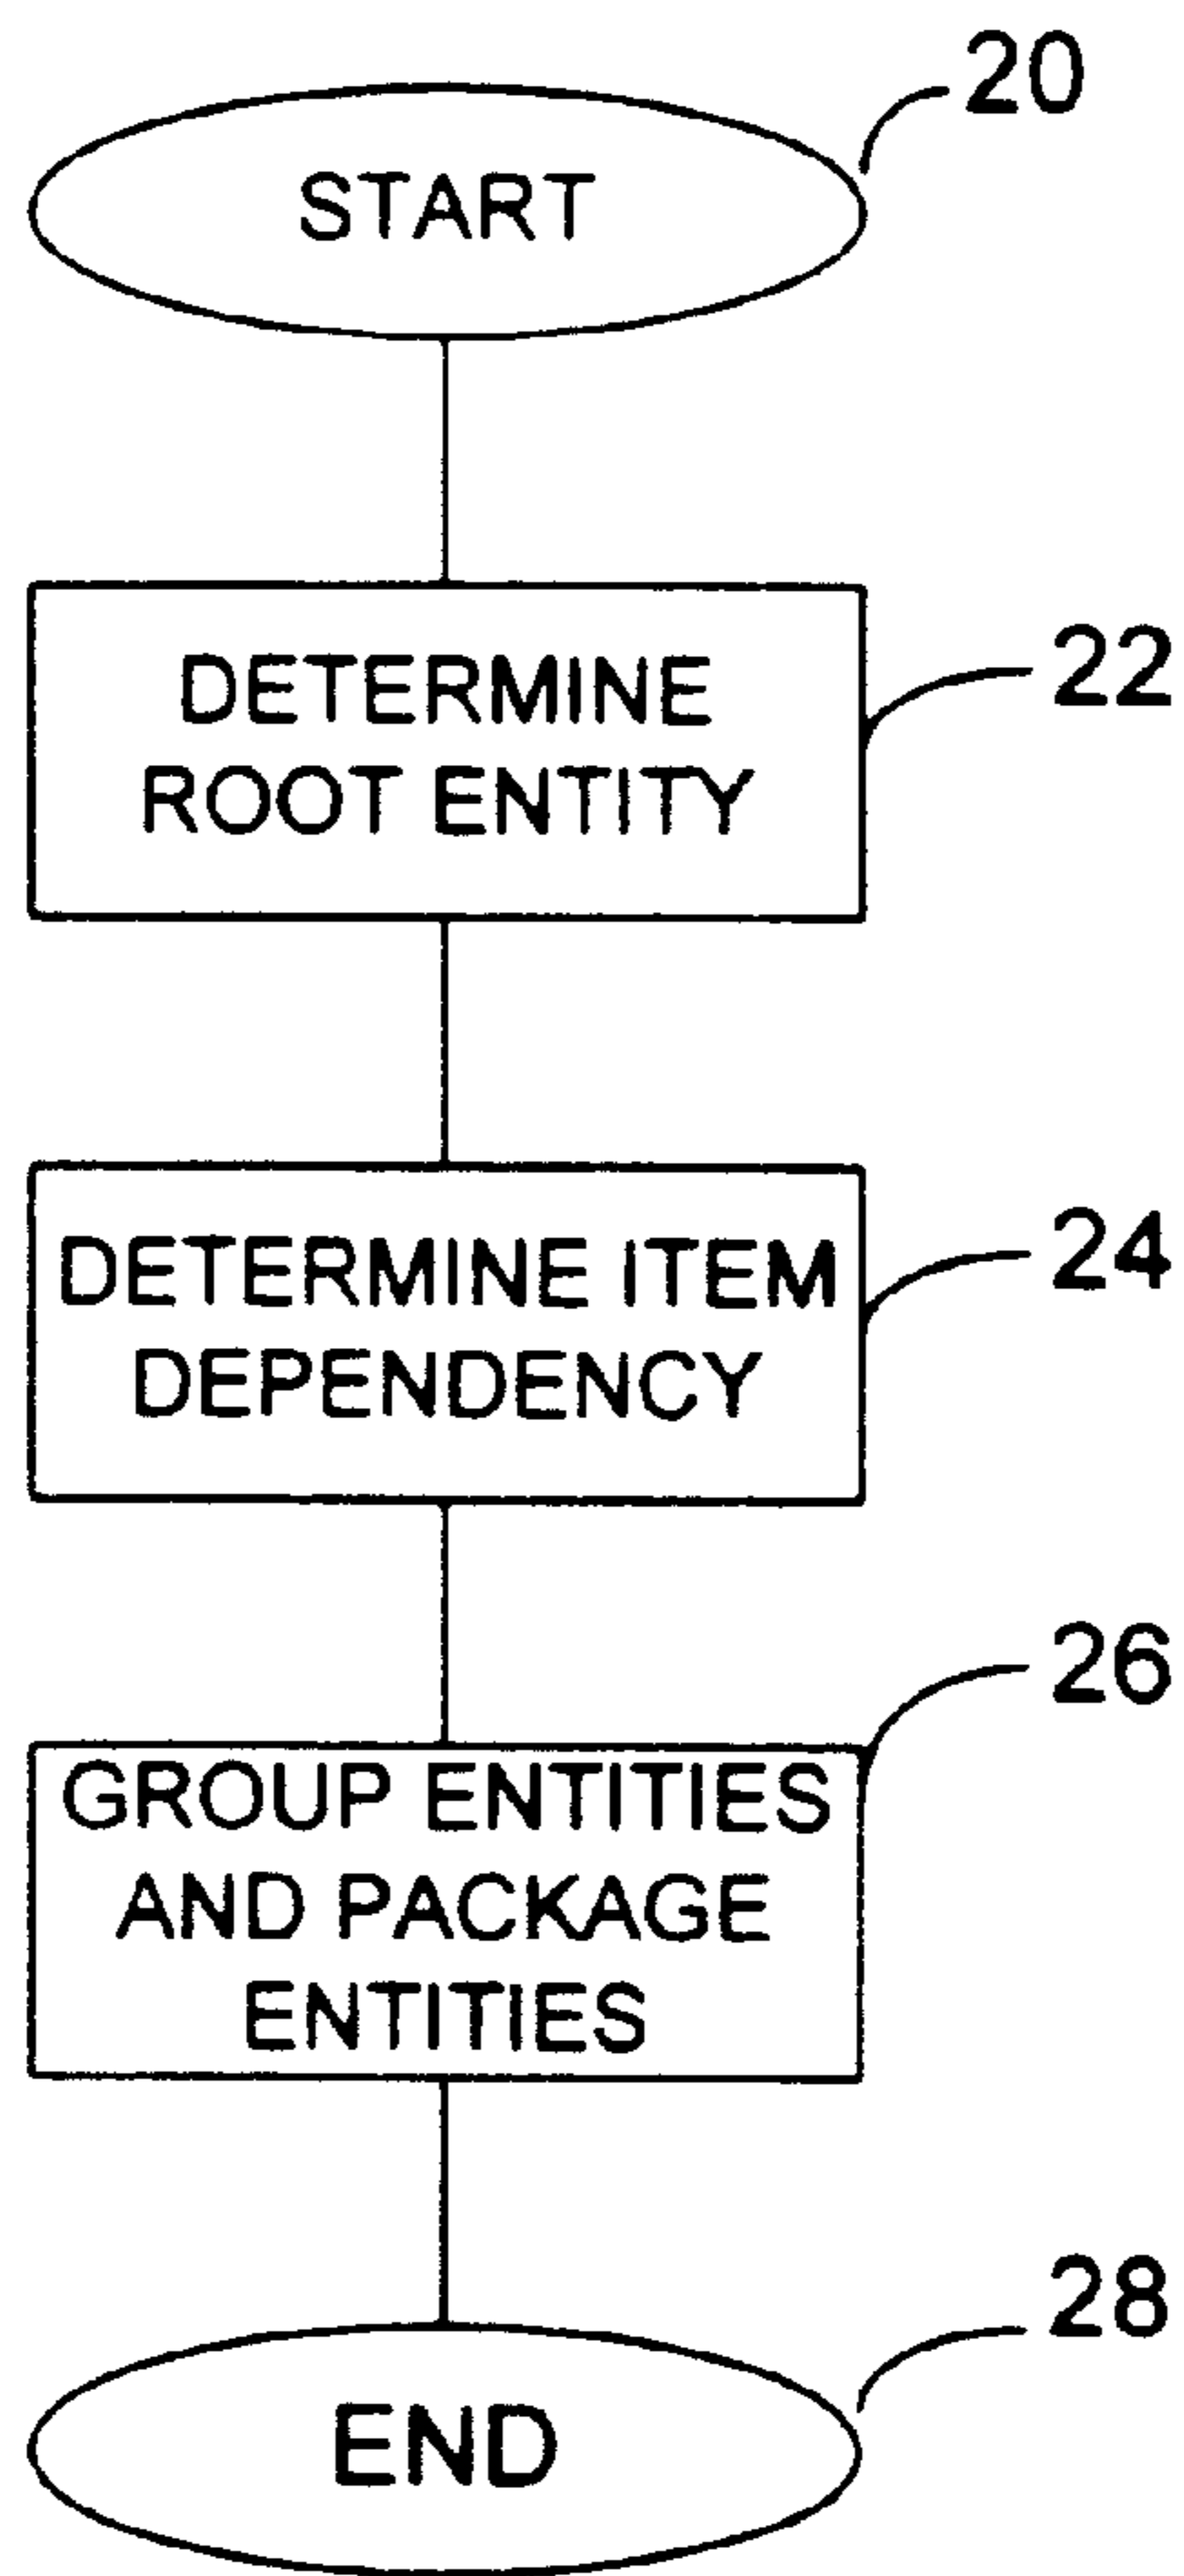 20
START
DETERMINE
ROOT ENTITY
22
DETERMINE ITEM
DEPENDENCY
24
GROUP ENTITIES
AND PACKAGE
ENTITIES
26
END
28